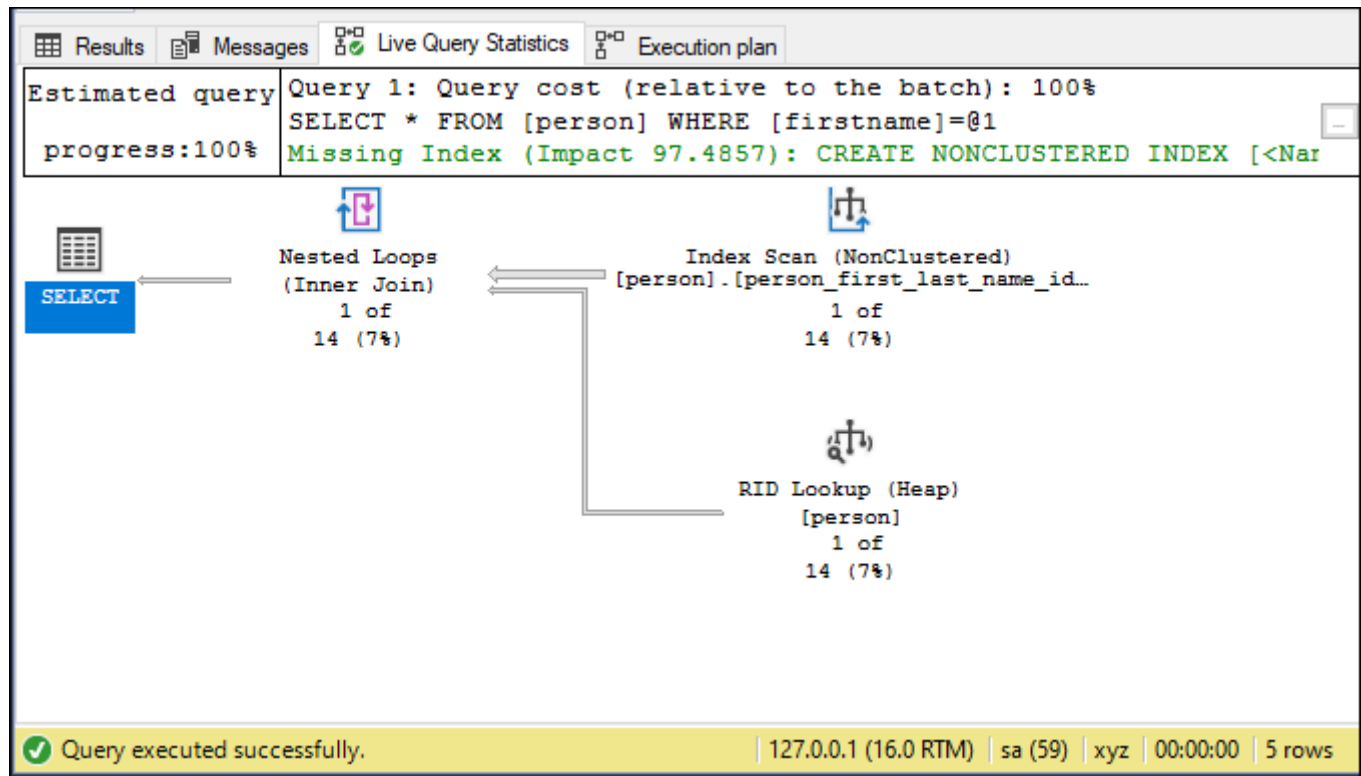 Results Messages Live Query Statistics Execution plan
Estimated query
progress:100%
Query 1: Query cost (relative to the batch): 100%
SELECT * FROM [person] WHERE [firstname]=@1
Missing Index (Impact 97.4857): CREATE NONCLUSTERED INDEX [<Nar
...
SELECT
Nested Loops
(Inner Join)
1 of
14 (7%)
Index Scan (NonClustered)
[person].[person_first_last_name_id…
1 of
14 (7%)
RID Lookup (Heap)
[person]
1 of
14 (7%)
Query executed successfully. 127.0.0.1 (16.0 RTM) sa (59) xyz 00:00:00 5 rows